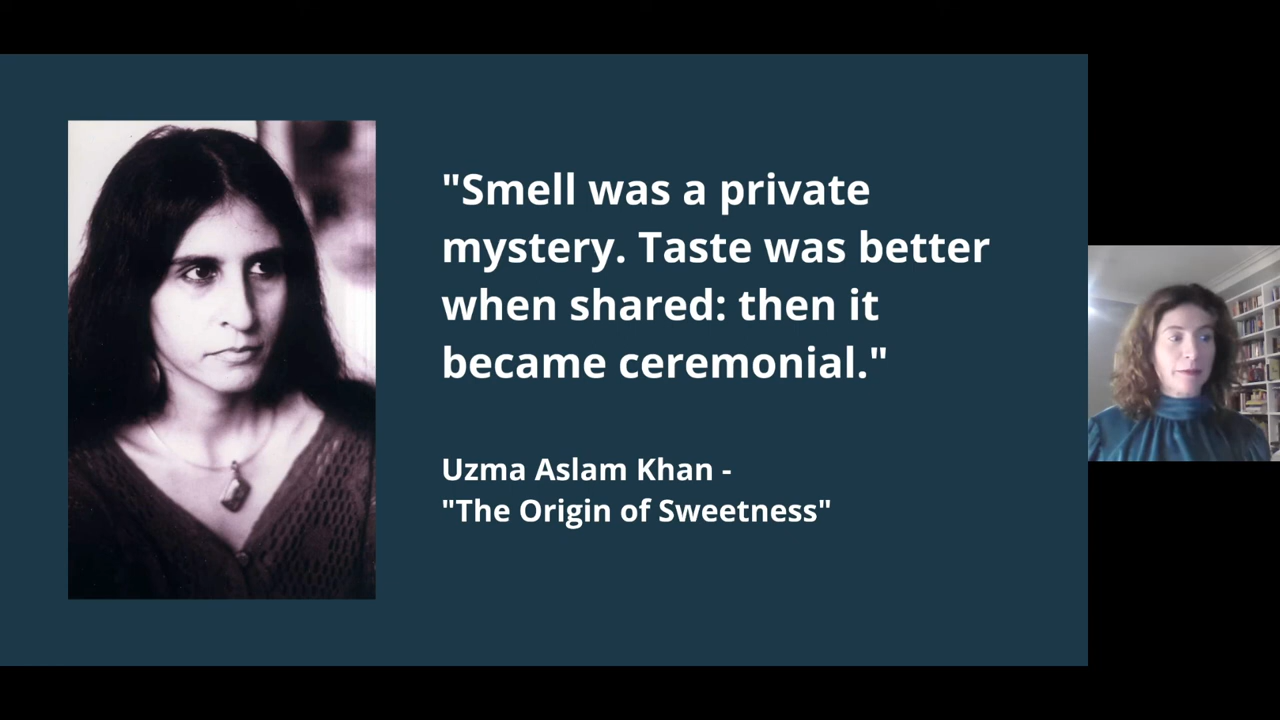 "Smell was a private
mystery. Taste was better
when shared: then it
became ceremonial."
Uzma Aslam Khan -
"The Origin of Sweetness"